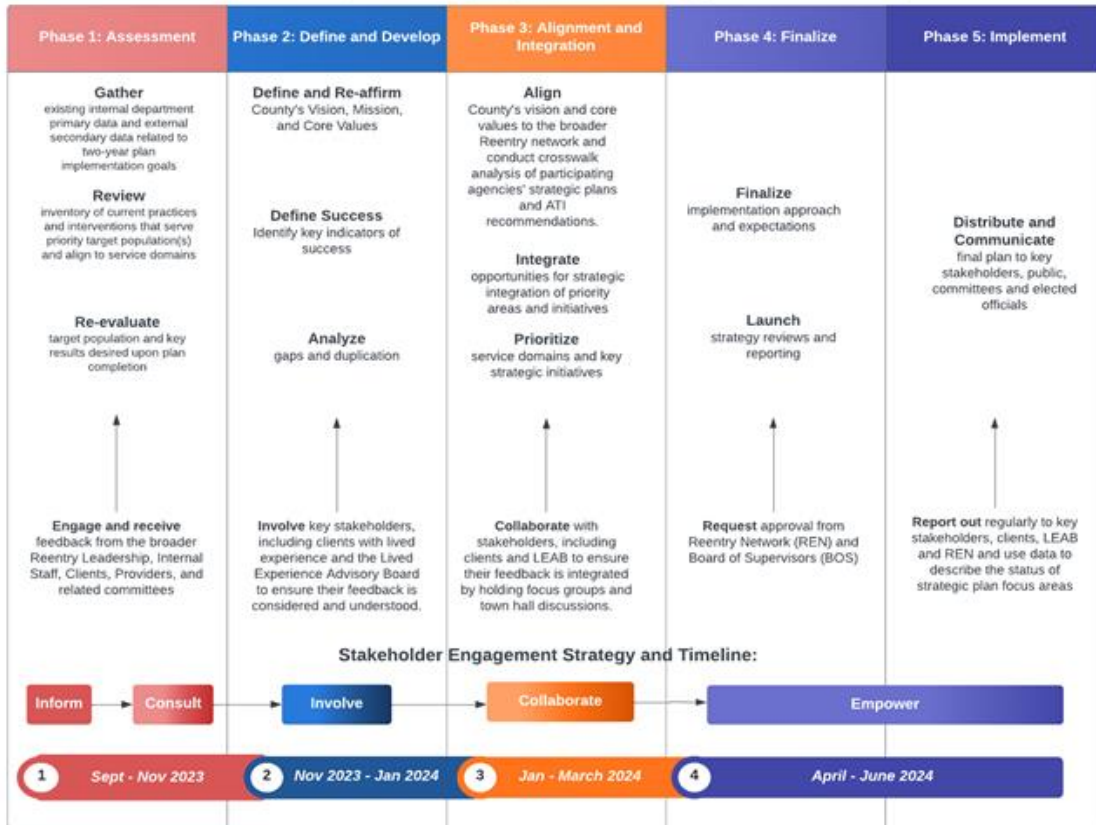 Phase 1: Assessment
Phase 2: Define and Develop
Phase 3: Alignment and
Integration
Phase 4: Finalize
Phase 5: Implement
Gather
existing internal department
primary data and external
secondary data related to
two-year plan
implementation goals
Review
inventory of current practices
and interventions that serve
priority target population(s)
and align to service domains
Re-evaluate
target population and key
results desired upon plan
completion
Engage and receive
feedback from the broader
Reentry Leadership, Internal
Staff, Clients, Providers, and
related committees
Define and Re-affirm
County's Vision, Mission,
and Core Values
Define Success
Identify key indicators of
success
Analyze
gaps and duplication
Involve key stakeholders,
including clients with lived
experience and the Lived
Experience Advisory Board
to ensure their feedback is
considered and understood.
Align
County's vision and core
values to the broader
Reentry network and
conduct crosswalk
analysis of participating
agencies' strategic plans
and ATI
recommendations.
Integrate
opportunities for strategic
integration of priority
areas and initiatives
Prioritize
service domains and key
strategic initiatives
Collaborate with
stakeholders, including
clients and LEAB to ensure
their feedback is integrated
by holding focus groups and
town hall discussions.
Finalize
implementation approach
and expectations
Launch
strategy reviews and
reporting
Request approval from
Reentry Network (REN) and
Board of Supervisors (BOS)
Distribute and
Communicate
final plan to key
stakeholders, public,
committees and elected
officials
Report out regularly to key
stakeholders, clients, LEAB
and REN and use data to
describe the status of
strategic plan focus areas
Stakeholder Engagement Strategy and Timeline:
Inform
Consult
Involve
Collaborate
Empower
1
Sept - Nov 2023
2
Nov 2023 - Jan 2024
3
Jan - March 2024
4
April - June 2024